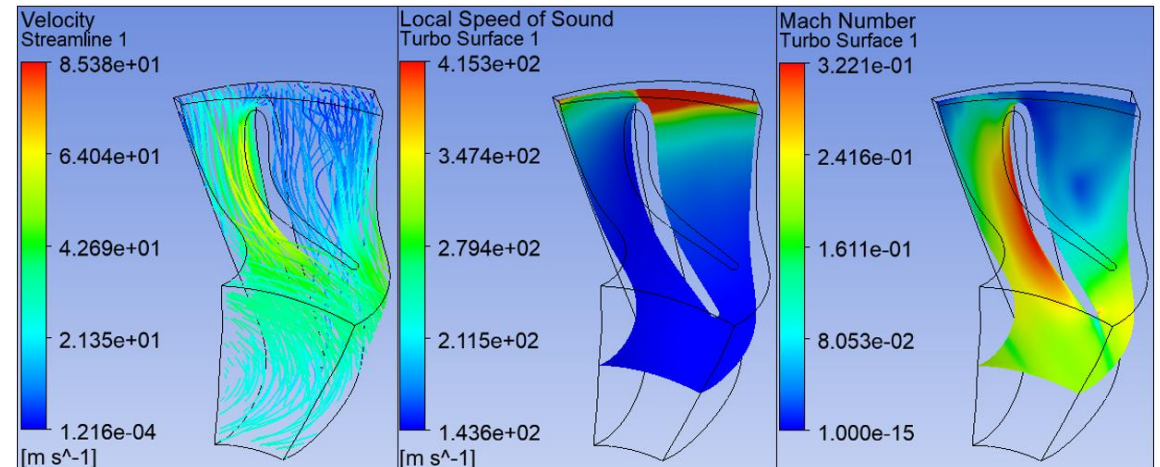 Velocity
Streamline 1
8.538e+01
6.404e+01
4.269e+01
2.135e+01
1.216e-04
[m s^-1]
Local Speed of Sound
Turbo Surface 1
4.153e+02
3.474e+02
2.794e+02
2.115e+02
1.436e+02
[m s^-1]
Mach Number
Turbo Surface 1
3.221e-01
2.416e-01
1.611e-01
8.053e-02
1.000e-15